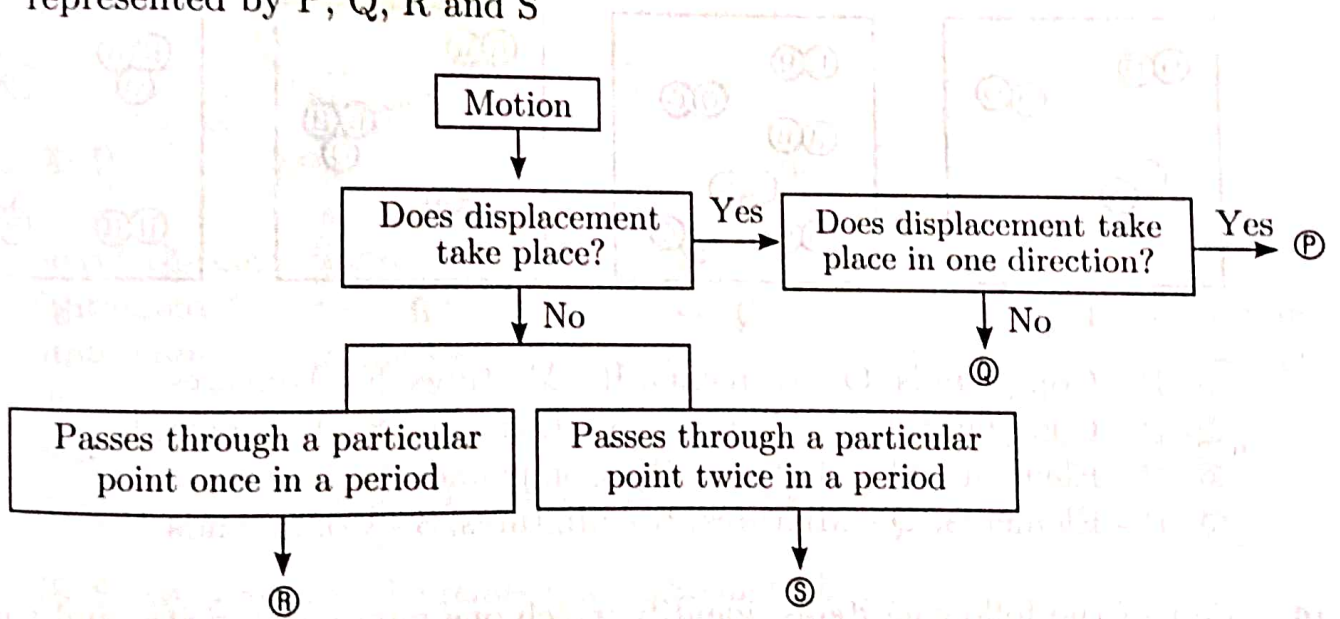 represented by P, Q, R and S
Motion
Does displacement
take place?
Yes
Does displacement take
place in one direction?
Yes
P
No
No
Q
Passes through a particular
point once in a period
Passes through a particular
point twice in a period
R
S